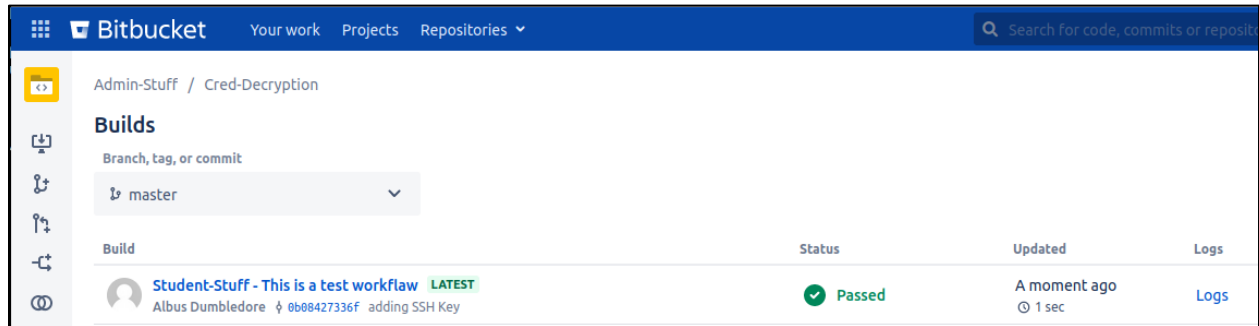 Bitbucket Your work Projects Repositories
Search for code, commits or reposito
Admin-Stuff / Cred-Decryption
Builds
Branch, tag, or commit
master
Build Status Updated Logs
Student-Stuff - This is a test workflaw LATEST Passed A moment ago Logs
Albus Dumbledore 0b08427336f adding SSH Key 1 sec